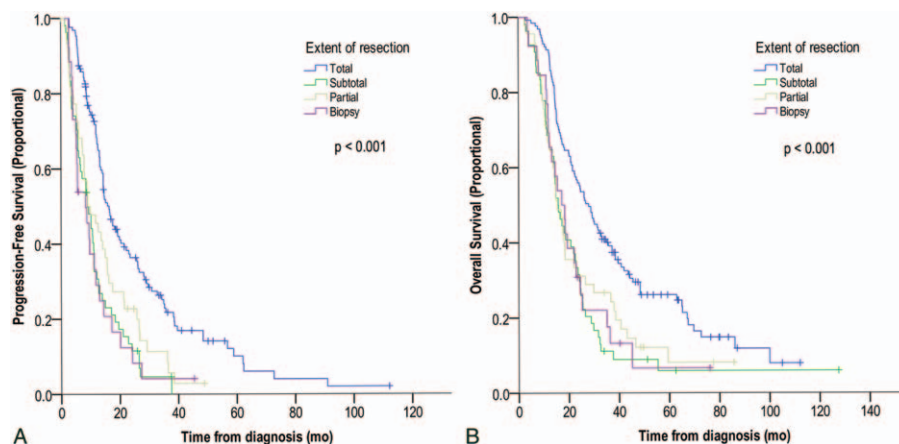 Progression-Free Survival (Proportional)
1.0
0.8
0.6
0.4
0.2
0.0
Extent of resection
Total
Subtotal
Partial
Biopsy
p < 0.001
0 20 40 60 80 100 120
A
Time from diagnosis (mo)
Overall Survival (Proportional)
1.0
0.8
0.6
0.4
0.2
0.0
Extent of resection
Total
Subtotal
Partial
Biopsy
p < 0.001
0 20 40 60 80 100 120 140
B
Time from diagnosis (mo)